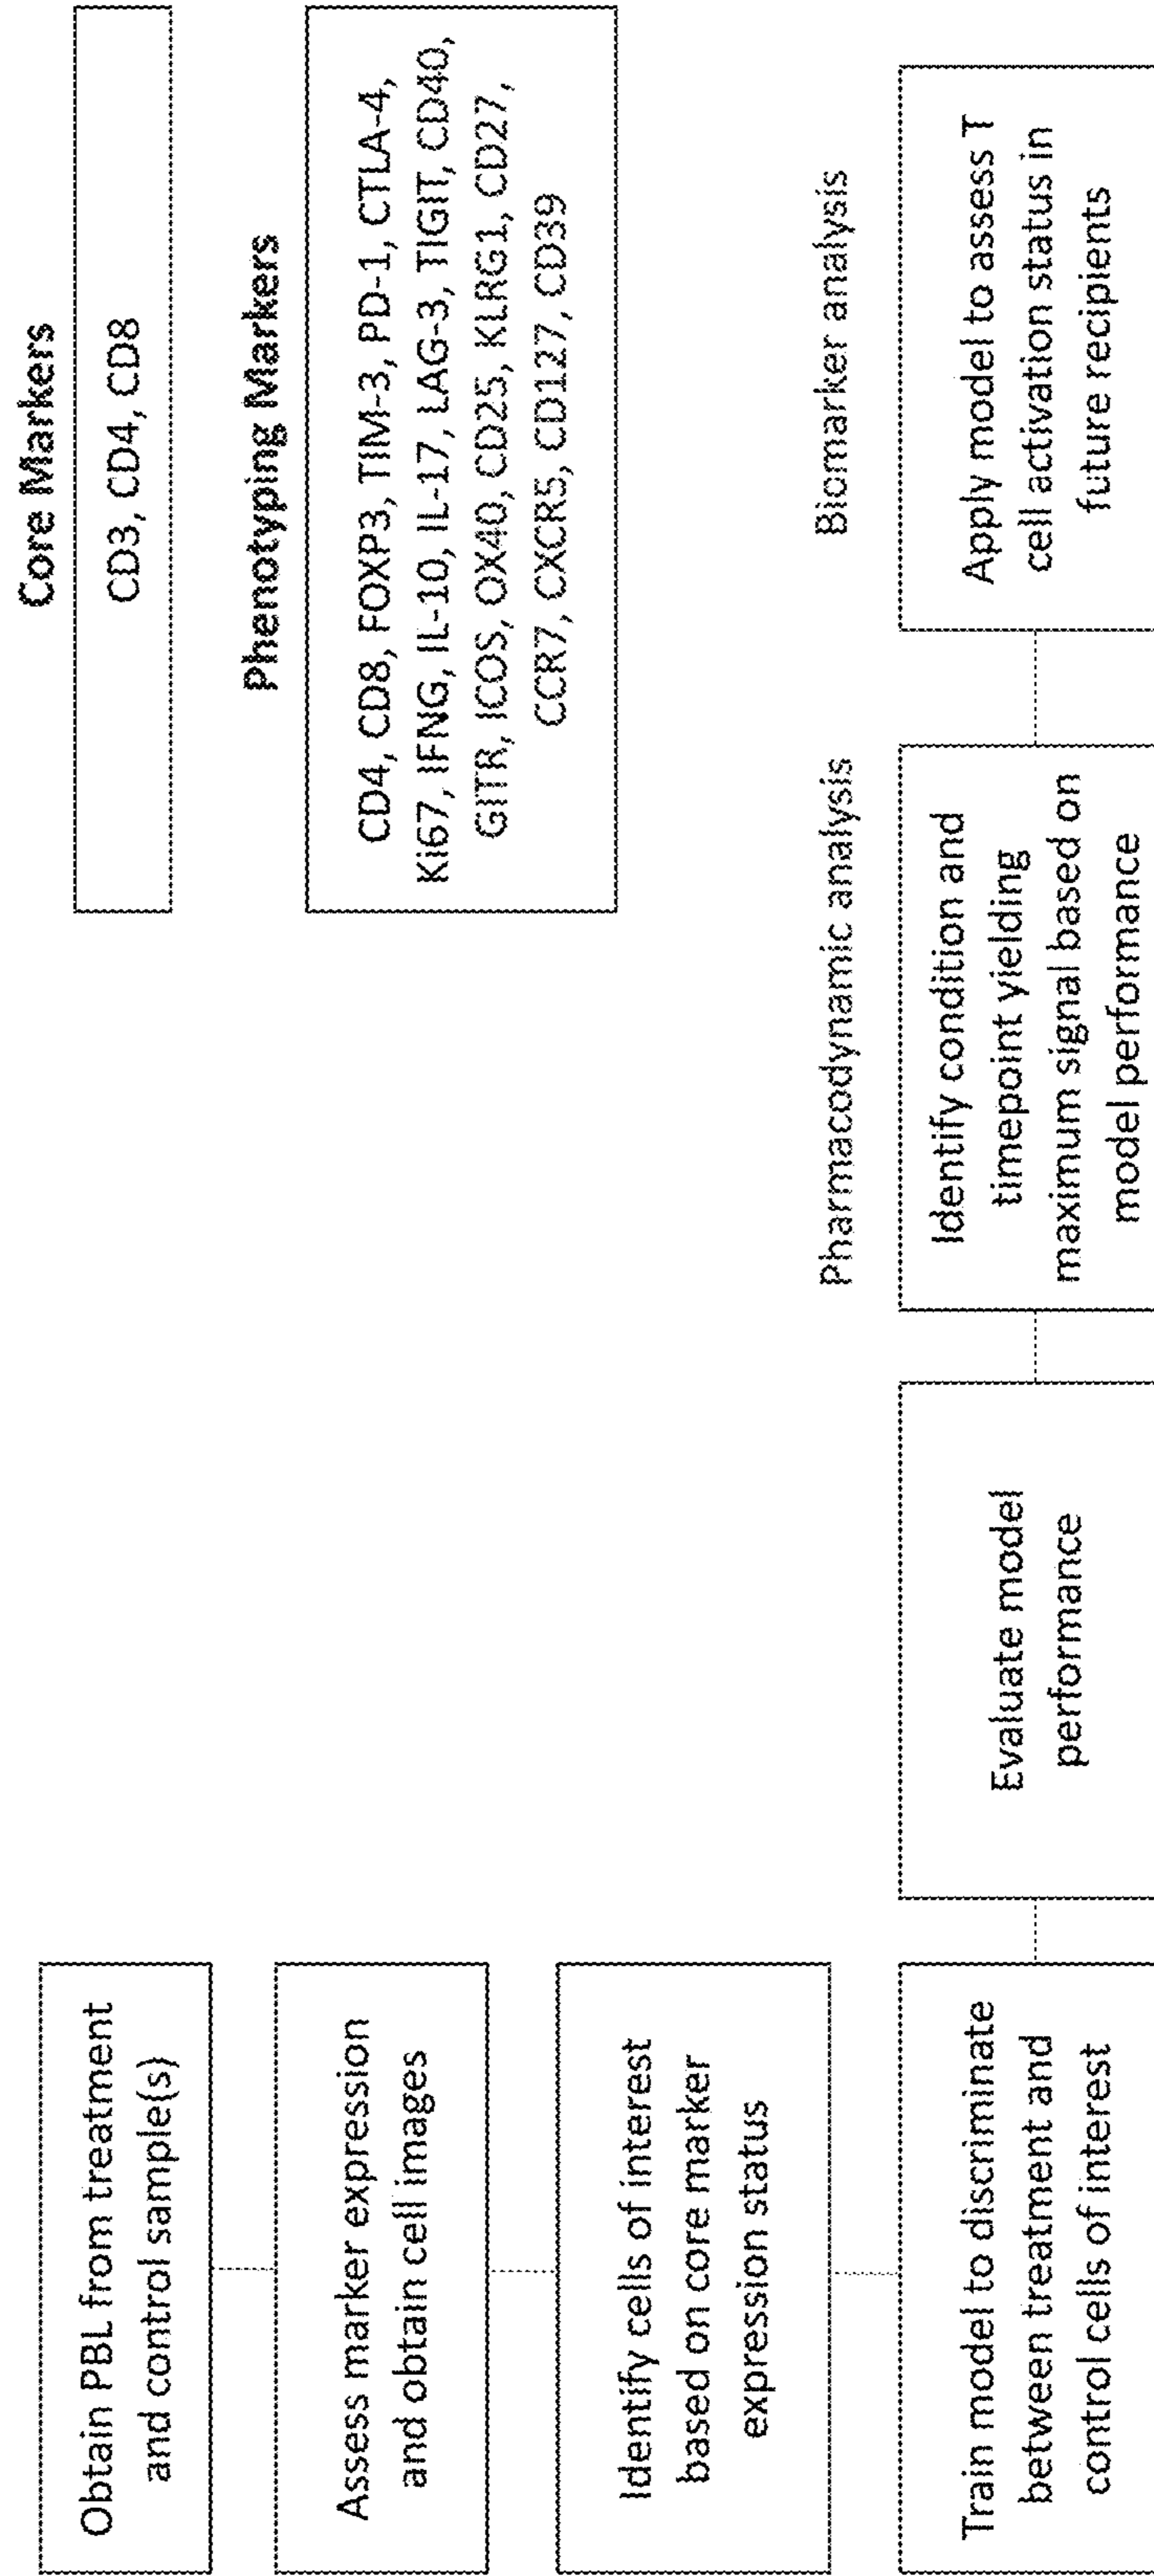 Obtain PBL from treatment
and control sample(s)
Assess marker expression
and obtain cell images
Identify cells of interest
based on core marker
expression status
Train model to discriminate
between treatment and
control cells of interest
Evaluate model
performance
Pharmacodynamic analysis
Identify condition and
timepoint yielding
maximum signal based on
model performance
Biomarker analysis
Apply model to assess T
cell activation status in
future recipients
Core Markers
CD3, CD4, CD8
Phenotyping Markers
CD4, CD8, FOXP3, TIM-3, PD-1, CTLA-4,
Ki67, IFNG, IL-10, IL-17, LAG-3, TIGIT, CD40,
GITR, ICOS, OX40, CD25, KLRG1, CD27,
CCR7, CXCR5, CD127, CD39